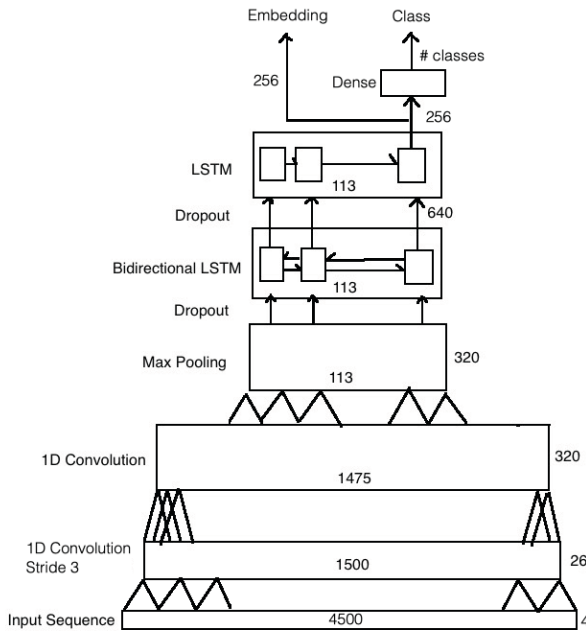 Embedding
Class
# classes
256
Dense
256
LSTM
113
Dropout
640
Bidirectional LSTM
113
Dropout
Max Pooling
320
113
1D Convolution
320
1475
1D Convolution
Stride 3
1500
26
Input Sequence
4500
4